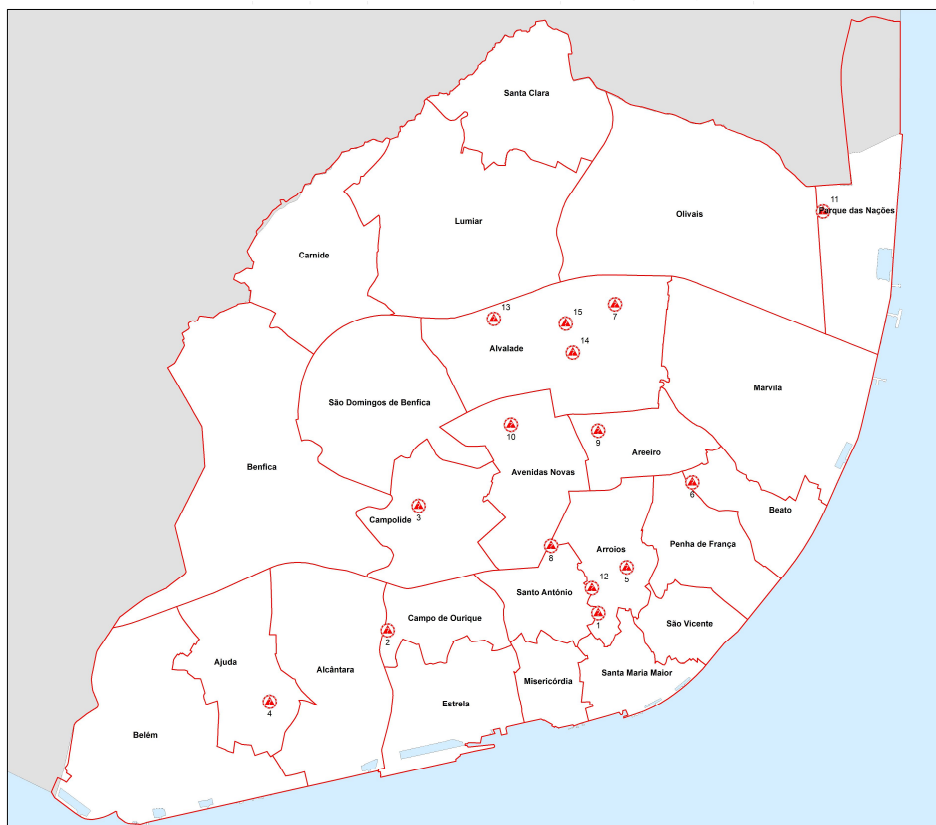 Santa Clara
11
Parque das Nações
Olivais
Lumiar
Carnide
13
15
7
14
Alvalade
Marvila
São Domingos de Benfica
10
9
Areeiro
Benfica
Avenidas Novas
6
Beato
3
Campolide
Penha de França
8
Arroios
5
12
Santo António
1
Campo de Ourique
São Vicente
2
Ajuda
Alcântara
Santa Maria Maior
Misericórdia
Estrela
4
Belém